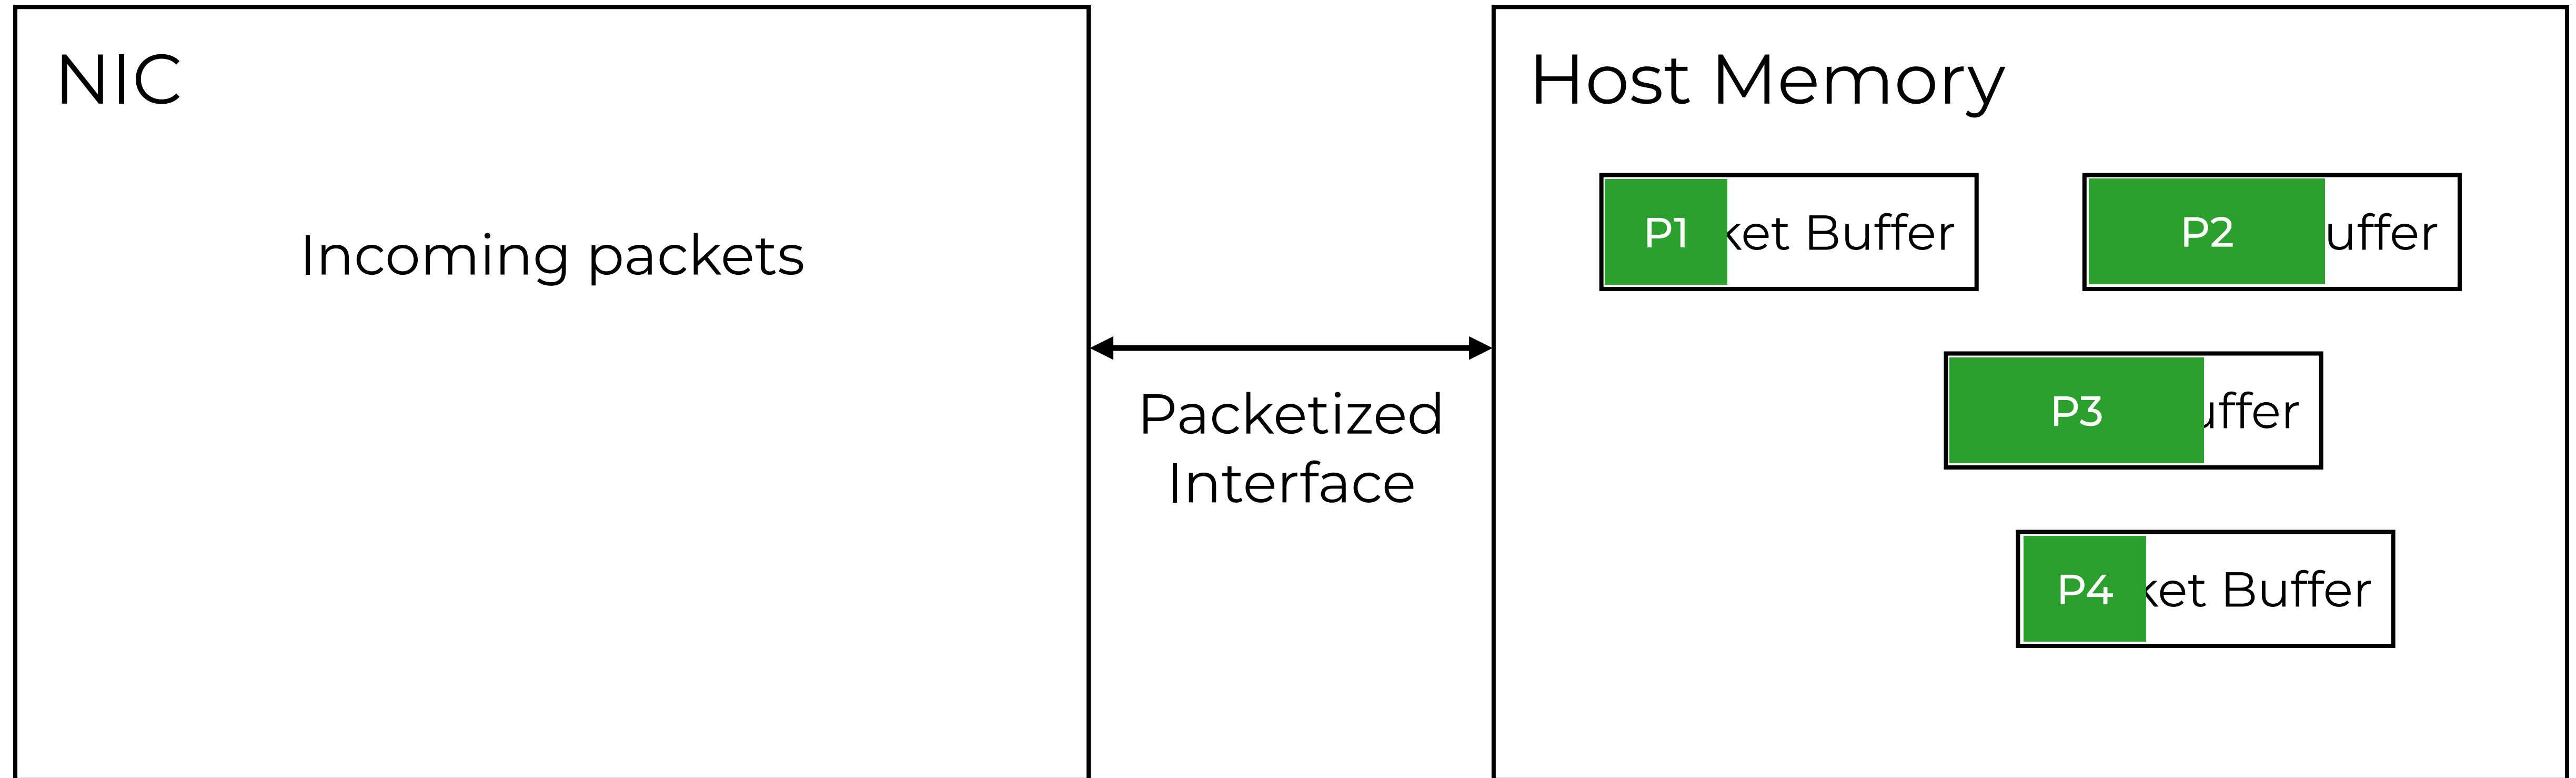 NIC
Incoming packets
Packetized
Interface
Host Memory
P1 ket Buffer
P2 uffer
P3 uffer
P4 ket Buffer